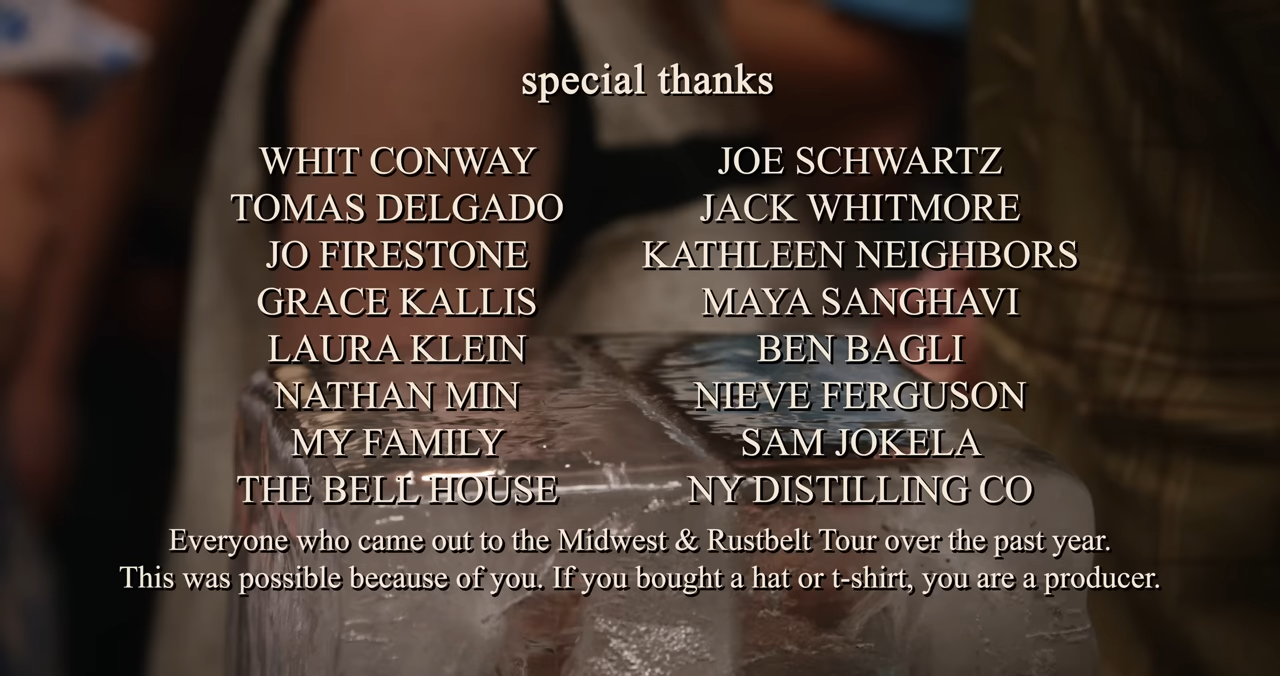 special thanks
WHIT CONWAY
TOMAS DELGADO
JO FIRESTONE
GRACE KALLIS
LAURA KLEIN
NATHAN MIN
MY FAMILY
THE BELL HOUSE
JOE SCHWARTZ
JACK WHITMORE
KATHLEEN NEIGHBORS
MAYA SANGHAVI
BEN BAGLI
NIEVE FERGUSON
SAM JOKELA
NY DISTILLING CO
Everyone who came out to the Midwest & Rustbelt Tour over the past year.
This was possible because of you. If you bought a hat or t-shirt, you are a producer.